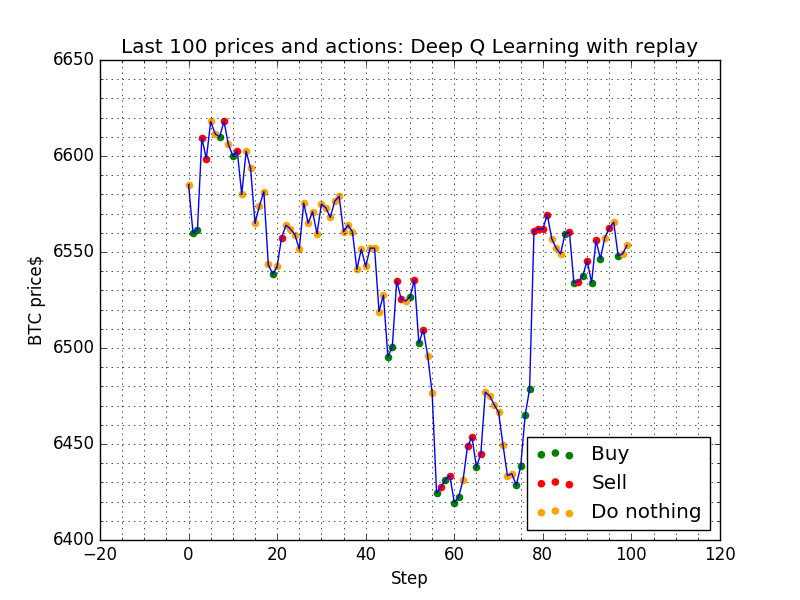 Last 100 prices and actions: Deep Q Learning with replay
BTC price$
6650
6600
6550
6500
6450
6400
−20
0
20
40
60
80
100
120
Step
Buy
Sell
Do nothing